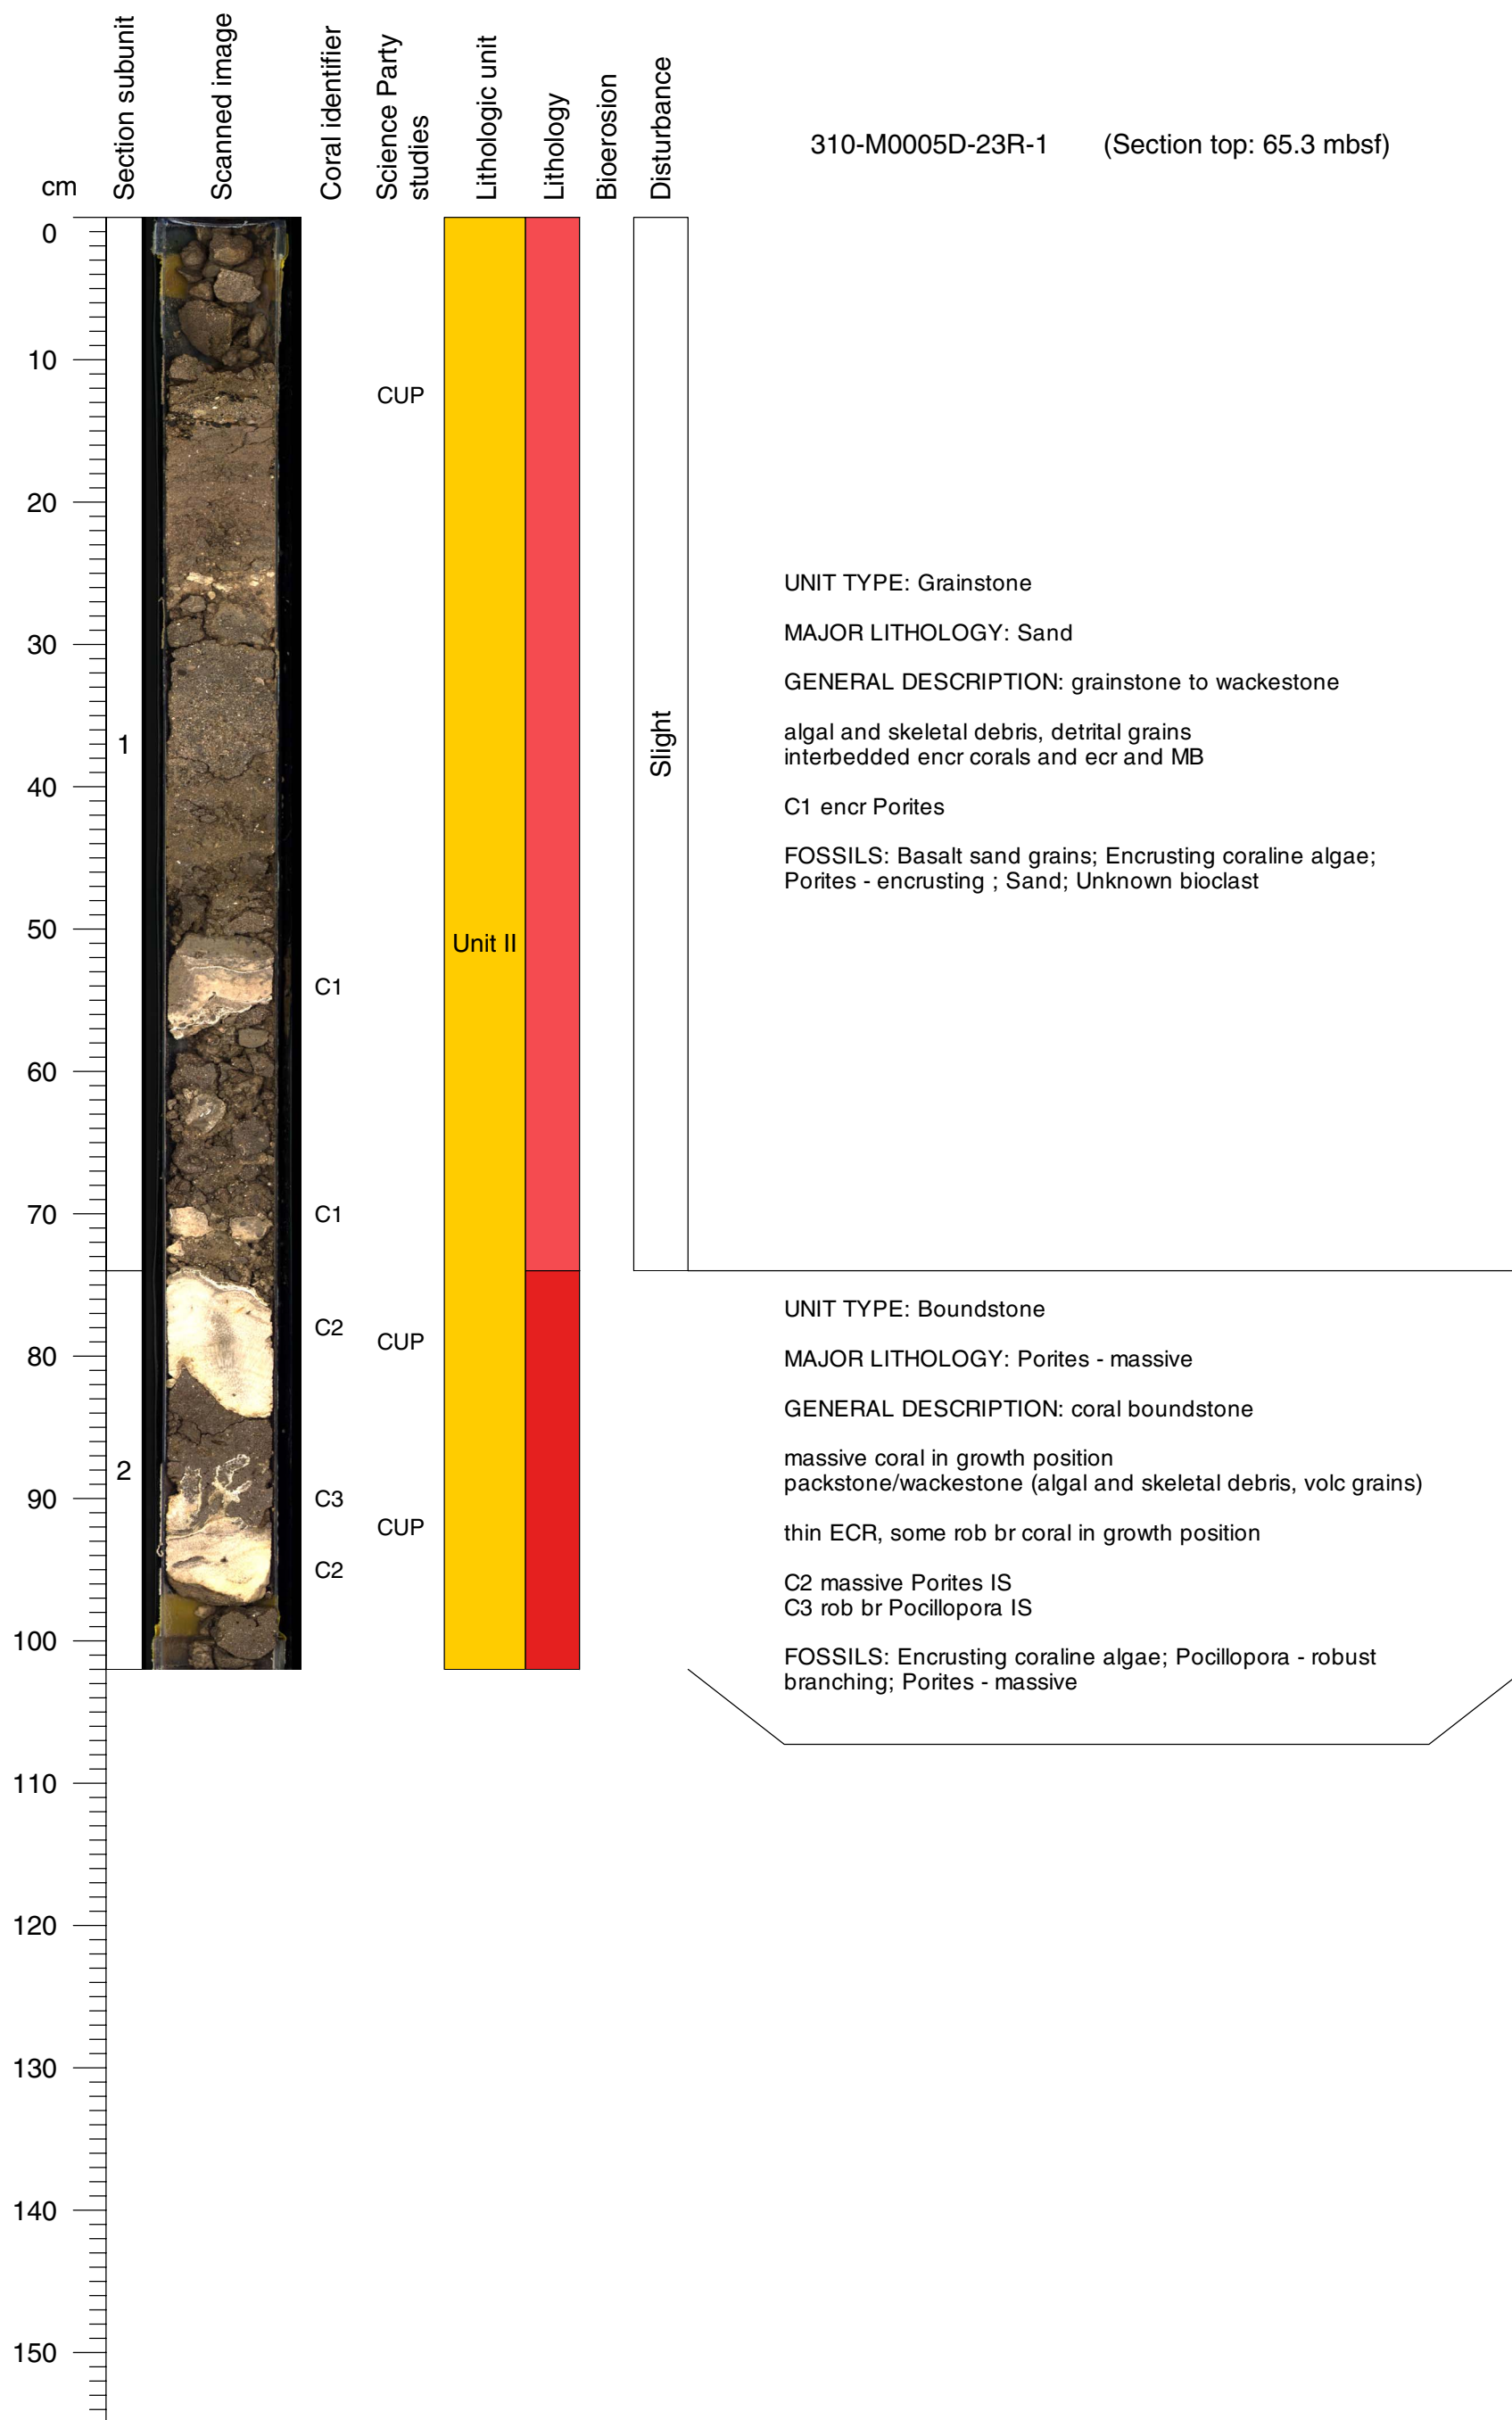 cm
Section subunit
Scanned image
Coral identifier
Science Party
studies
Lithologic unit
Lithology
Bioerosion
Disturbance
310-M0005D-23R-1 (Section top: 65.3 mbsf)
0
10
CUP
20
UNIT TYPE: Grainstone
30
MAJOR LITHOLOGY: Sand
GENERAL DESCRIPTION: grainstone to wackestone
1
Slight
algal and skeletal debris, detrital grains
interbedded encr corals and ecr and MB
40
C1 encr Porites
FOSSILS: Basalt sand grains; Encrusting coraline algae;
Porites - encrusting ; Sand; Unknown bioclast
50
Unit II
C1
60
70
C1
UNIT TYPE: Boundstone
C2
CUP
80
MAJOR LITHOLOGY: Porites - massive
GENERAL DESCRIPTION: coral boundstone
2
massive coral in growth position
packstone/wackestone (algal and skeletal debris, volc grains)
90
C3
CUP
thin ECR, some rob br coral in growth position
C2
C2 massive Porites IS
C3 rob br Pocillopora IS
100
FOSSILS: Encrusting coraline algae; Pocillopora - robust
branching; Porites - massive
110
120
130
140
150